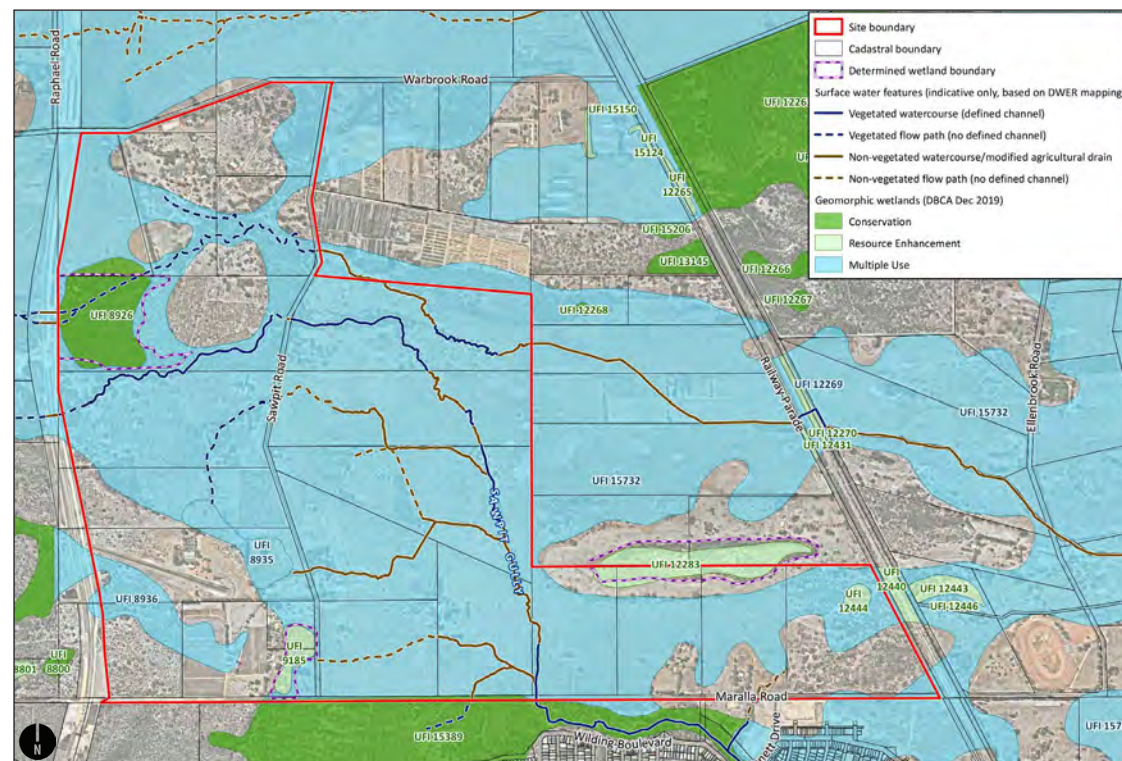 Site boundary
Cadastral boundary
Determined wetland boundary
Surface water features (indicative only, based on DWER mapping
Vegetated watercourse (defined channel)
Vegetated flow path (no defined channel)
Non-vegetated watercourse/modified agricultural drain
Non-vegetated flow path (no defined channel)
Geomorphic wetlands (DBCA Dec 2019)
Conservation
Resource Enhancement
Multiple Use
Raphael Road
Warbrook Road
UFI 15150
UFI
15124
UFI
12265
UFI 1226
UFI 15206
UFI 13145
UFI 12266
UFI 12267
UFI 12268
UFI 8926
Sawpit Road
Railway Parade
Ellenbrook Road
UFI 12269
UFI 15732
UFI 12270
UFI 12431
UFI 15732
SAWPIT GULLY
UFI
8935
UFI 12283
UFI 8936
UFI
12440
UFI
12444
UFI 12443
UFI 12446
UFI
9185
8801
UFI
8800
Maralla Road
UFI 15389
Wilding Boulevard
nett Drive
UFI 157
N